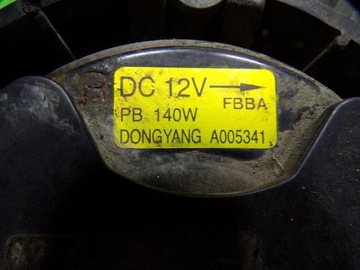 DC 12V →
FBBA
PB 140W
DONGYANG A005341